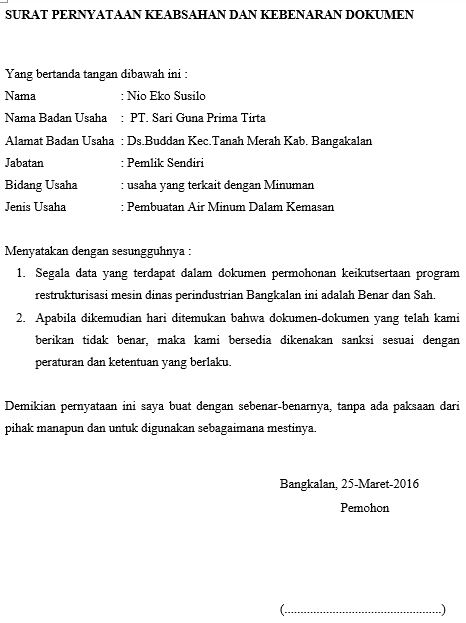 SURAT PERNYATAAN KEABSAHAN DAN KEBENARAN DOKUMEN
Yang bertanda tangan dibawah ini :
Nama : Nio Eko Susilo
Nama Badan Usaha : PT. Sari Guna Prima Tirta
Alamat Badan Usaha : Ds.Buddan Kec.Tanah Merah Kab. Bangakalan
Jabatan : Pemlik Sendiri
Bidang Usaha : usaha yang terkait dengan Minuman
Jenis Usaha : Pembuatan Air Minum Dalam Kemasan
Menyatakan dengan sesungguhnya :
1. Segala data yang terdapat dalam dokumen permohonan keikutsertaan program
restrukturisasi mesin dinas perindustrian Bangkalan ini adalah Benar dan Sah.
2. Apabila dikemudian hari ditemukan bahwa dokumen-dokumen yang telah kami
berikan tidak benar, maka kami bersedia dikenakan sanksi sesuai dengan
peraturan dan ketentuan yang berlaku.
Demikian pernyataan ini saya buat dengan sebenar-benarnya, tanpa ada paksaan dari
pihak manapun dan untuk digunakan sebagaimana mestinya.
Bangkalan, 25-Maret-2016
Pemohon
(..................................................)